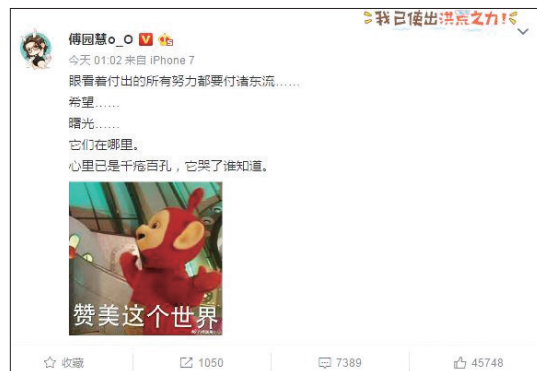 我已使出洪荒之力!
傅园慧o_O
今天 01:02 来自 iPhone 7
眼看着付出的所有努力都要付诸东流……
希望……
曙光……
它们在哪里。
心里已是千疮百孔，它哭了谁知道。
赞美这个世界
收藏
1050
7389
45748